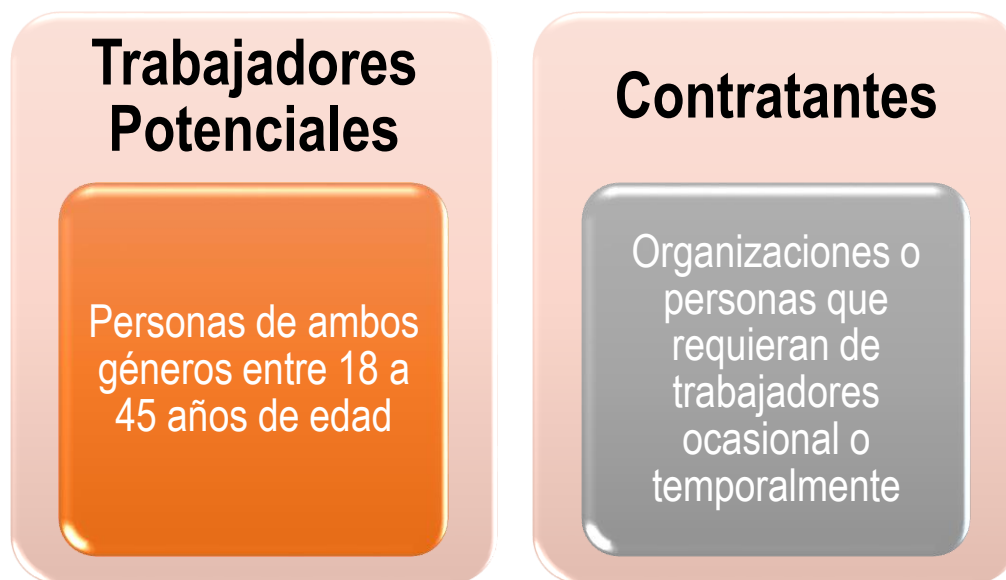 Trabajadores
Potenciales
Personas de ambos
géneros entre 18 a
45 años de edad
Contratantes
Organizaciones o
personas que
requieran de
trabajadores
ocasional o
temporalmente